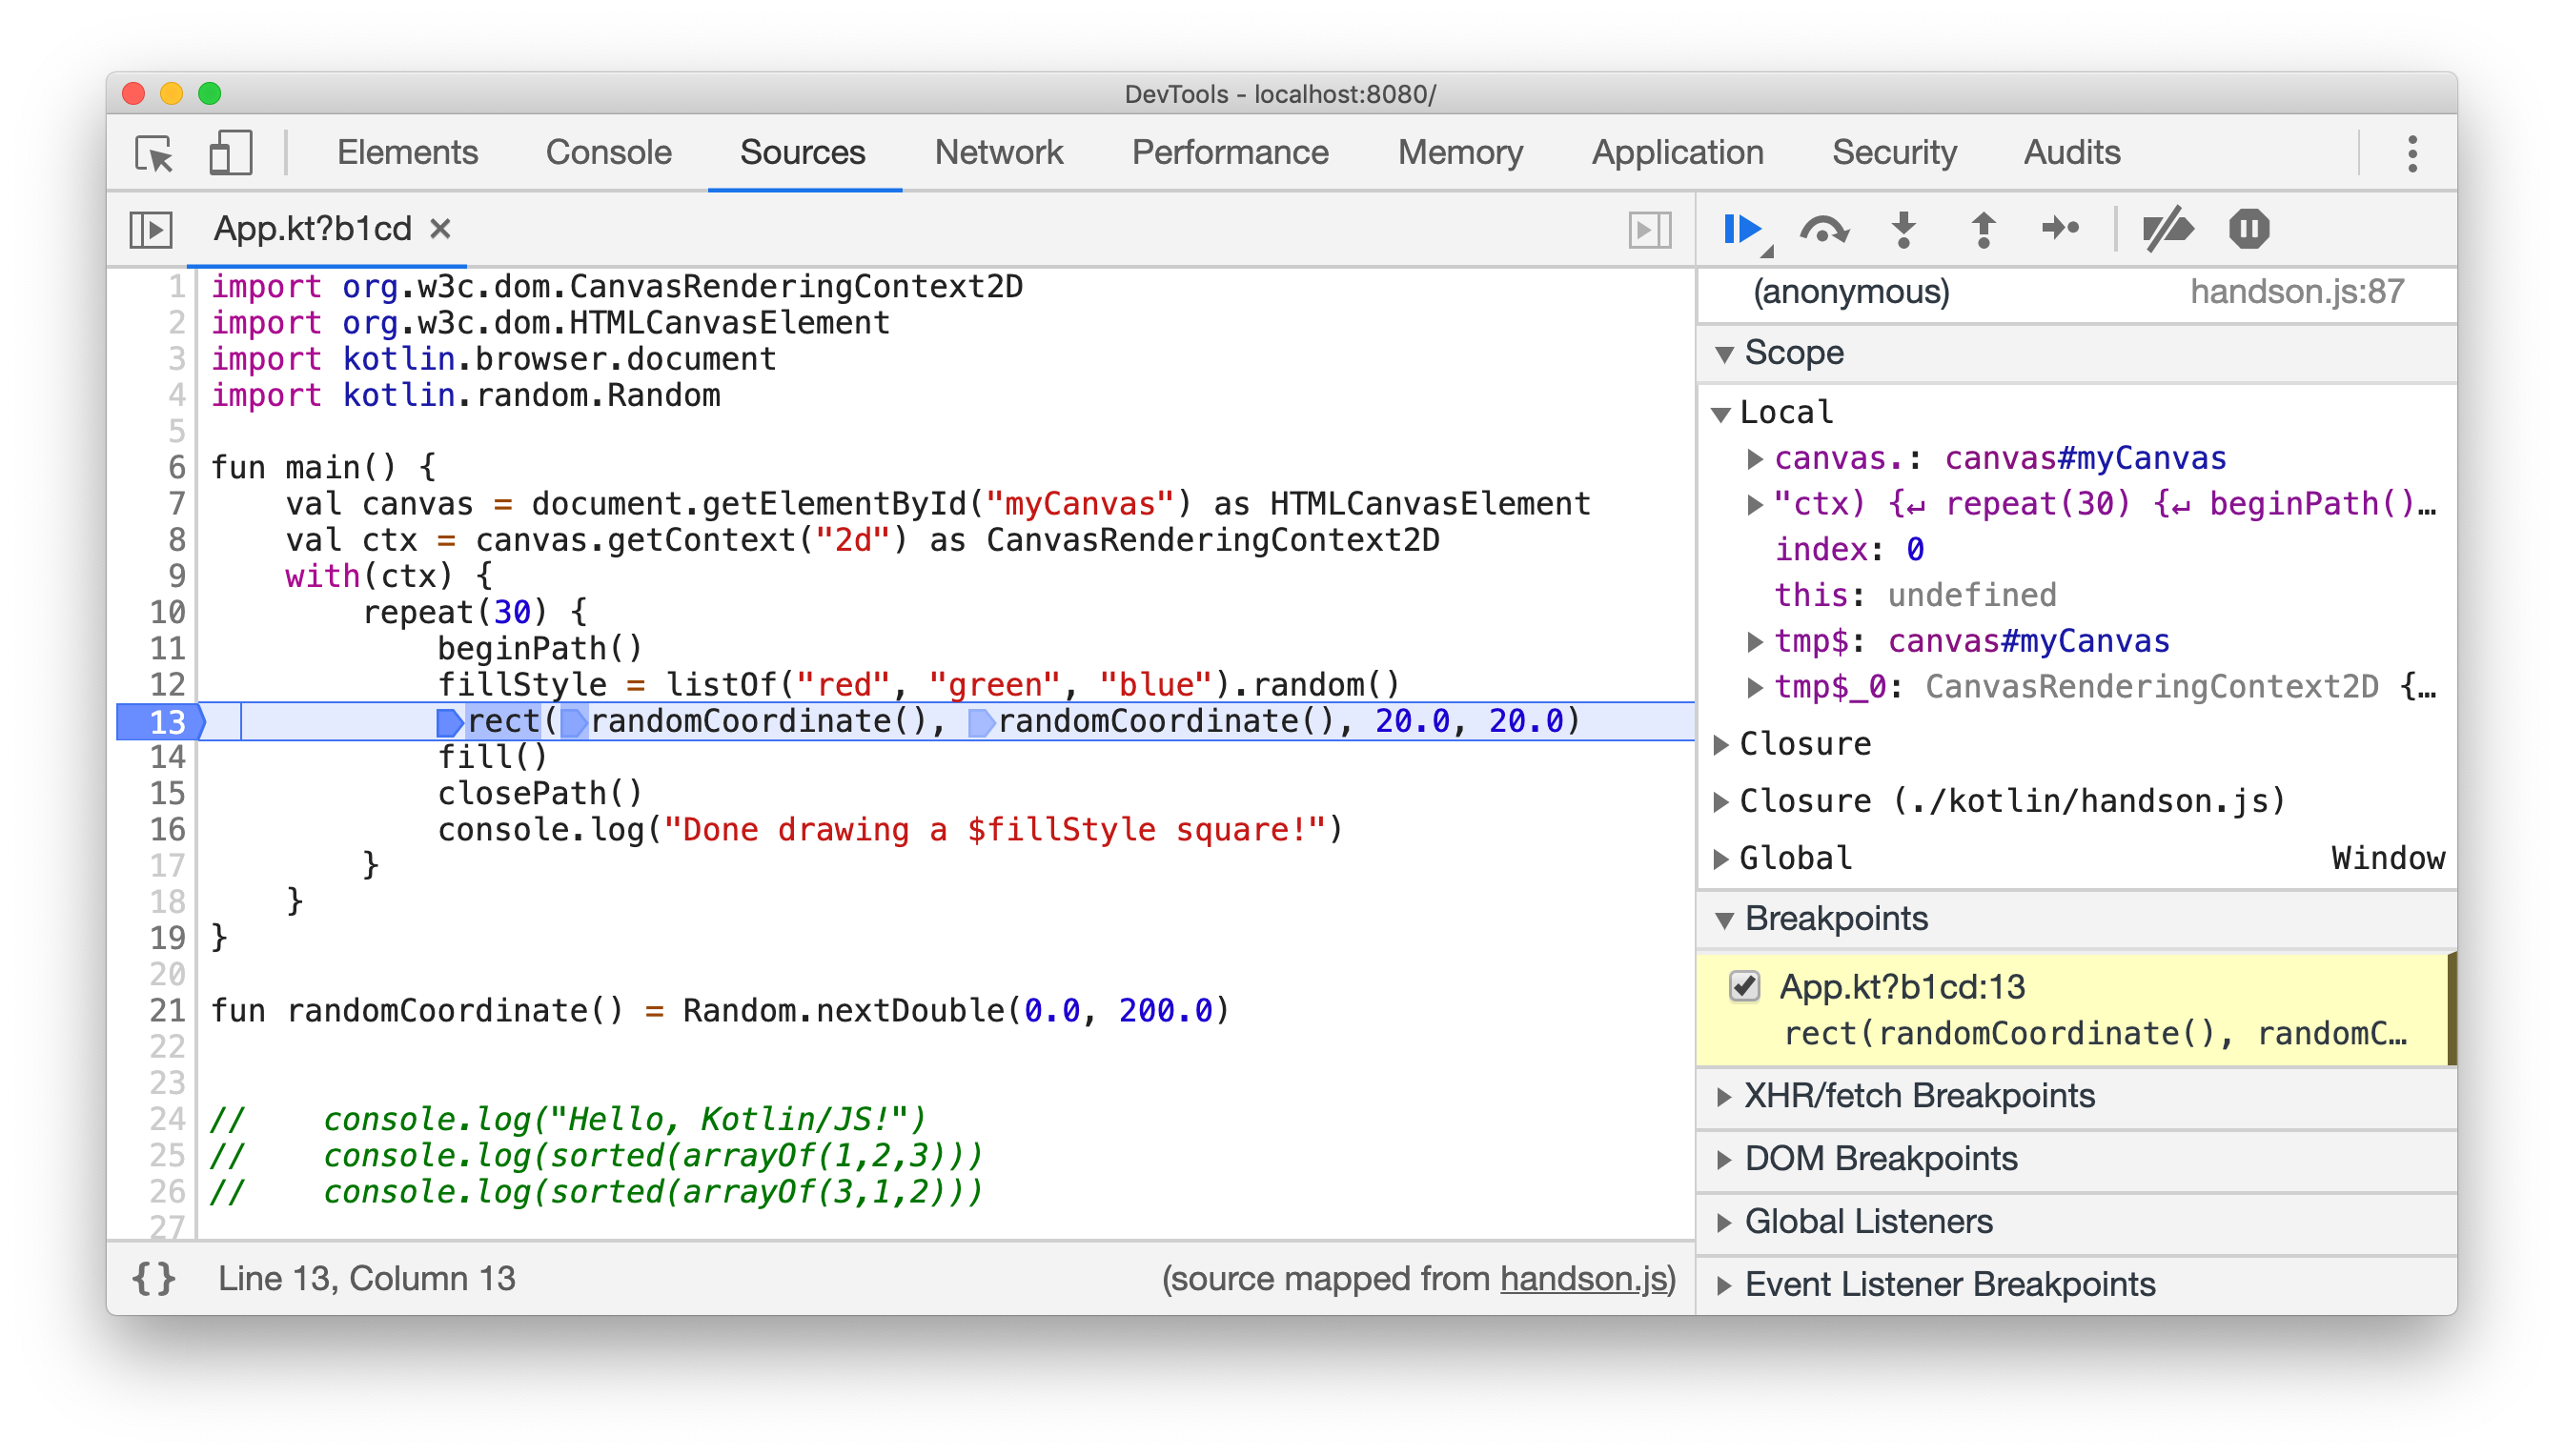 DevTools - localhost:8080/
Elements Console Sources Network Performance Memory Application Security Audits
App.kt?b1cd ×
1 import org.w3c.dom.CanvasRenderingContext2D
2 import org.w3c.dom.HTMLCanvasElement
3 import kotlin.browser.document
4 import kotlin.random.Random
5
6 fun main() {
7     val canvas = document.getElementById("myCanvas") as HTMLCanvasElement
8     val ctx = canvas.getContext("2d") as CanvasRenderingContext2D
9     with(ctx) {
10         repeat(30) {
11             beginPath()
12             fillStyle = listOf("red", "green", "blue").random()
13             rect(randomCoordinate(), randomCoordinate(), 20.0, 20.0)
14             fill()
15             closePath()
16             console.log("Done drawing a $fillStyle square!")
17         }
18     }
19 }
20
21 fun randomCoordinate() = Random.nextDouble(0.0, 200.0)
22
23
24 //    console.log("Hello, Kotlin/JS!")
25 //    console.log(sorted(arrayOf(1,2,3)))
26 //    console.log(sorted(arrayOf(3,1,2)))
27
{} Line 13, Column 13 (source mapped from handson.js)
(anonymous) handson.js:87
Scope
Local
canvas.: canvas#myCanvas
"ctx) {↵ repeat(30) {↵ beginPath()…
index: 0
this: undefined
tmp$: canvas#myCanvas
tmp$_0: CanvasRenderingContext2D {…
Closure
Closure (./kotlin/handson.js)
Global Window
Breakpoints
App.kt?b1cd:13
rect(randomCoordinate(), randomC…
XHR/fetch Breakpoints
DOM Breakpoints
Global Listeners
Event Listener Breakpoints